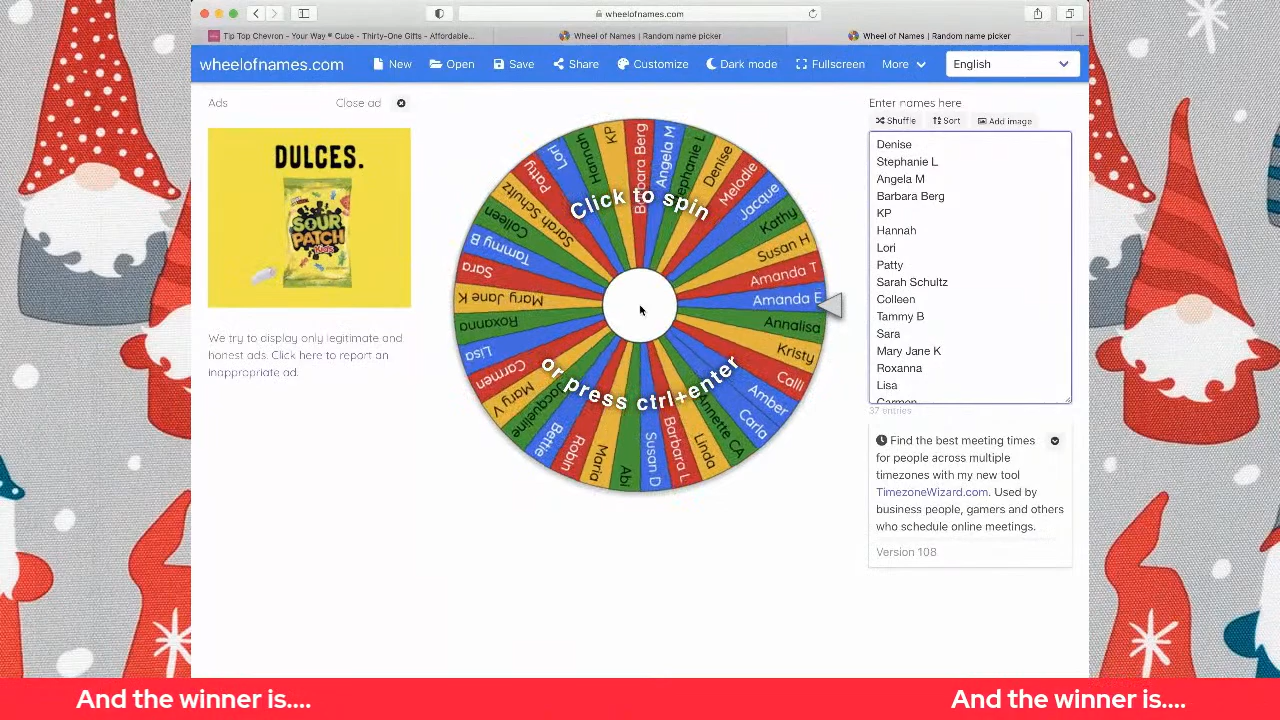 wheelofnames.com
Tip Top Chevron - Your Way ® Cube - Thirty-One Gifts - Affordable...
Wheel of Names | Random name picker
Wheel of Names | Random name picker
wheelofnames.com
New
Open
Save
Share
Customize
Dark mode
Fullscreen
More
English
Ads
Close ad
DULCES.
SOUR
PATCH
KIDS
We try to display only legitimate and
honest ads. Click here to report an
inappropriate ad.
Click to spin
or press ctrl+enter
KP
Barbara Berg
Angela M
Stephanie L
Denise
Melodie
Jacque
Kathy
Susan H
Amanda T
Amanda E
Annalisa
Kristy
Calli
Amber
Carla
Annette CA
Linda
Barbara L
Susan D
Abi
Maria
Robin
Bettie
Jacqueline
Mary V
Carmen
Lisa
Roxanna
Mary Jane K
Sara
Tammy B
Colleen
Sarah Schultz
Patty
Lori
Hannah
Enter names here
Shuffle
Sort
Add image
Denise
Stephanie L
Angela M
Barbara Berg
KP
Hannah
Lori
Patty
Sarah Schultz
Colleen
Tammy B
Sara
Mary Jane K
Roxanna
Lisa
Carmen
37 entries
Find the best meeting times
for people across multiple
timezones with my new tool
TimezoneWizard.com. Used by
business people, gamers and others
who schedule online meetings.
Version 108
And the winner is....
And the winner is....